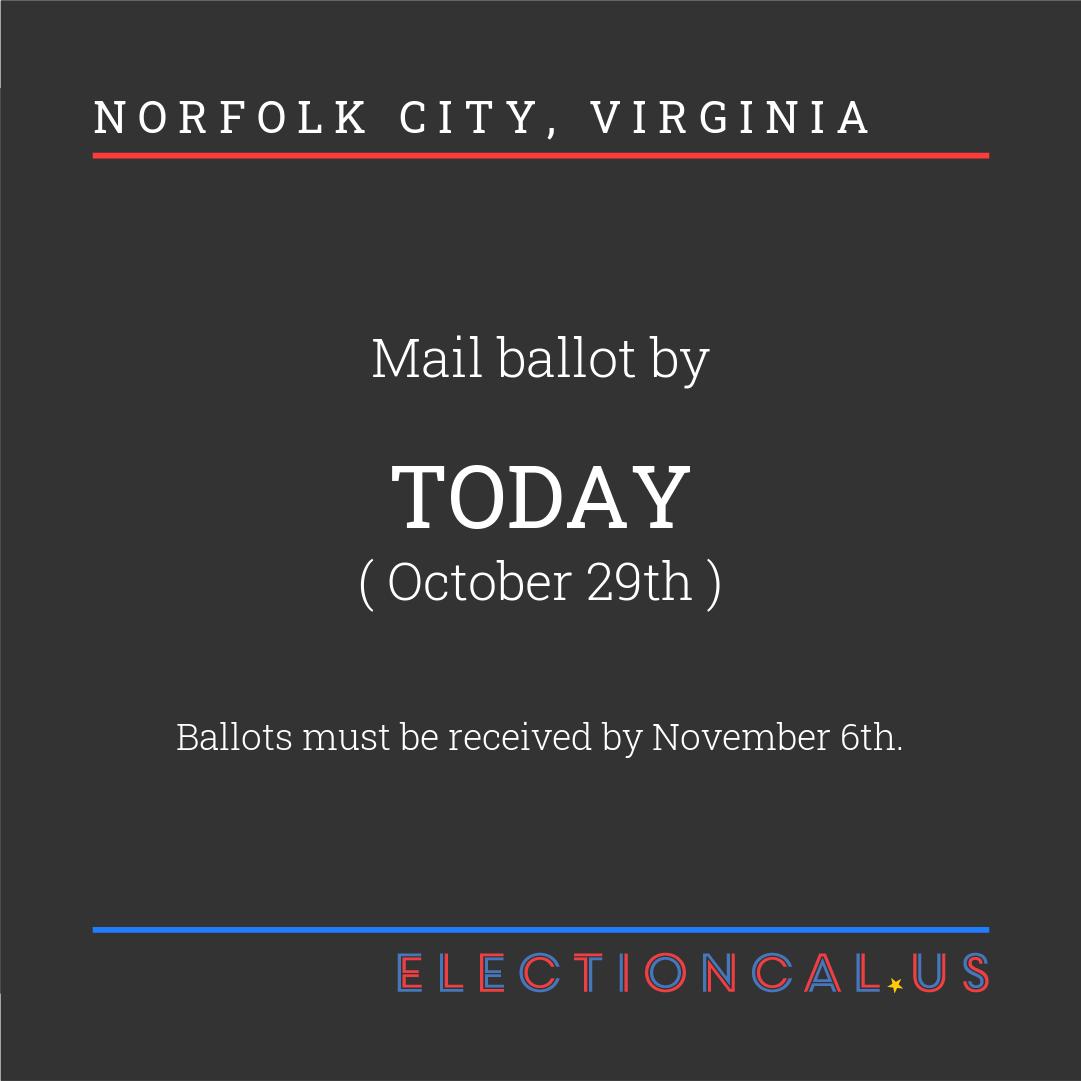 NORFOLK CITY, VIRGINIA
Mail ballot by
TODAY
( October 29th )
Ballots must be received by November 6th.
ELECTIONCAL.US